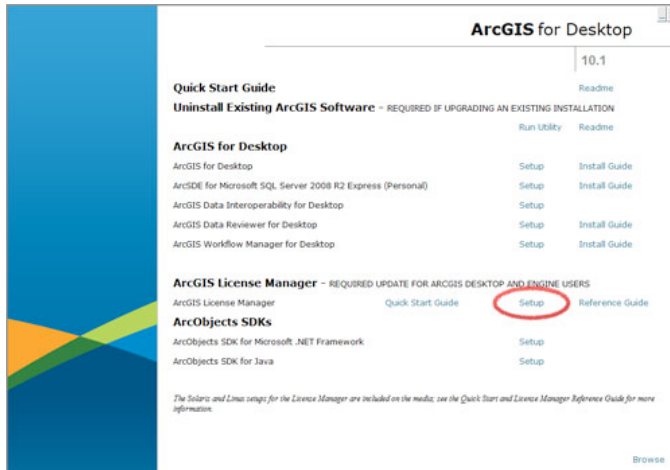 ArcGIS for Desktop
10.1
Quick Start Guide Readme
Uninstall Existing ArcGIS Software - REQUIRED IF UPGRADING AN EXISTING INSTALLATION
Run Utility Readme
ArcGIS for Desktop
ArcGIS for Desktop Setup Install Guide
ArcSDE for Microsoft SQL Server 2008 R2 Express (Personal) Setup Install Guide
ArcGIS Data Interoperability for Desktop Setup
ArcGIS Data Reviewer for Desktop Setup Install Guide
ArcGIS Workflow Manager for Desktop Setup Install Guide
ArcGIS License Manager - REQUIRED UPDATE FOR ARCGIS DESKTOP AND ENGINE USERS
ArcGIS License Manager Quick Start Guide Setup Reference Guide
ArcObjects SDKs
ArcObjects SDK for Microsoft .NET Framework Setup
ArcObjects SDK for Java Setup
The Solaris and Linux setups for the License Manager are included on the media; see the Quick Start and License Manager Reference Guide for more
information.
Browse